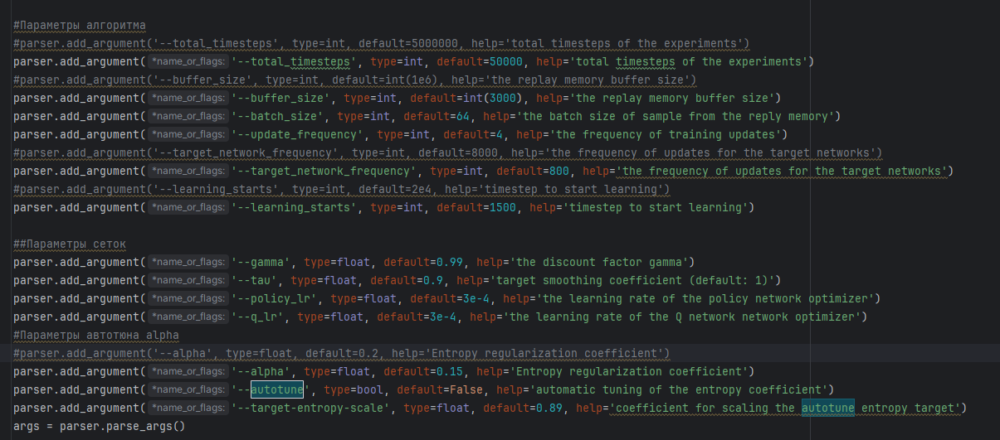 #Параметры алгоритма
#parser.add_argument('--total_timesteps', type=int, default=5000000, help='total timesteps of the experiments')
parser.add_argument( *name_or_flags: '--total_timesteps', type=int, default=50000, help='total timesteps of the experiments')
#parser.add_argument('--buffer_size', type=int, default=int(1e6), help='the replay memory buffer size')
parser.add_argument( *name_or_flags: '--buffer_size', type=int, default=int(3000), help='the replay memory buffer size')
parser.add_argument( *name_or_flags: '--batch_size', type=int, default=64, help='the batch size of sample from the reply memory')
parser.add_argument( *name_or_flags: '--update_frequency', type=int, default=4, help='the frequency of training updates')
#parser.add_argument('--target_network_frequency', type=int, default=8000, help='the frequency of updates for the target networks')
parser.add_argument( *name_or_flags: '--target_network_frequency', type=int, default=800, help='the frequency of updates for the target networks')
#parser.add_argument('--learning_starts', type=int, default=2e4, help='timestep to start learning')
parser.add_argument( *name_or_flags: '--learning_starts', type=int, default=1500, help='timestep to start learning')
##Параметры сеток
parser.add_argument( *name_or_flags: '--gamma', type=float, default=0.99, help='the discount factor gamma')
parser.add_argument( *name_or_flags: '--tau', type=float, default=0.9, help='target smoothing coefficient (default: 1)')
parser.add_argument( *name_or_flags: '--policy_lr', type=float, default=3e-4, help='the learning rate of the policy network optimizer')
parser.add_argument( *name_or_flags: '--q_lr', type=float, default=3e-4, help='the learning rate of the Q network network optimizer')
#Параметры автотюна alpha
#parser.add_argument('--alpha', type=float, default=0.2, help='Entropy regularization coefficient')
parser.add_argument( *name_or_flags: '--alpha', type=float, default=0.15, help='Entropy regularization coefficient')
parser.add_argument( *name_or_flags: '--autotune', type=bool, default=False, help='automatic tuning of the entropy coefficient')
parser.add_argument( *name_or_flags: '--target-entropy-scale', type=float, default=0.89, help='coefficient for scaling the autotune entropy target')
args = parser.parse_args()